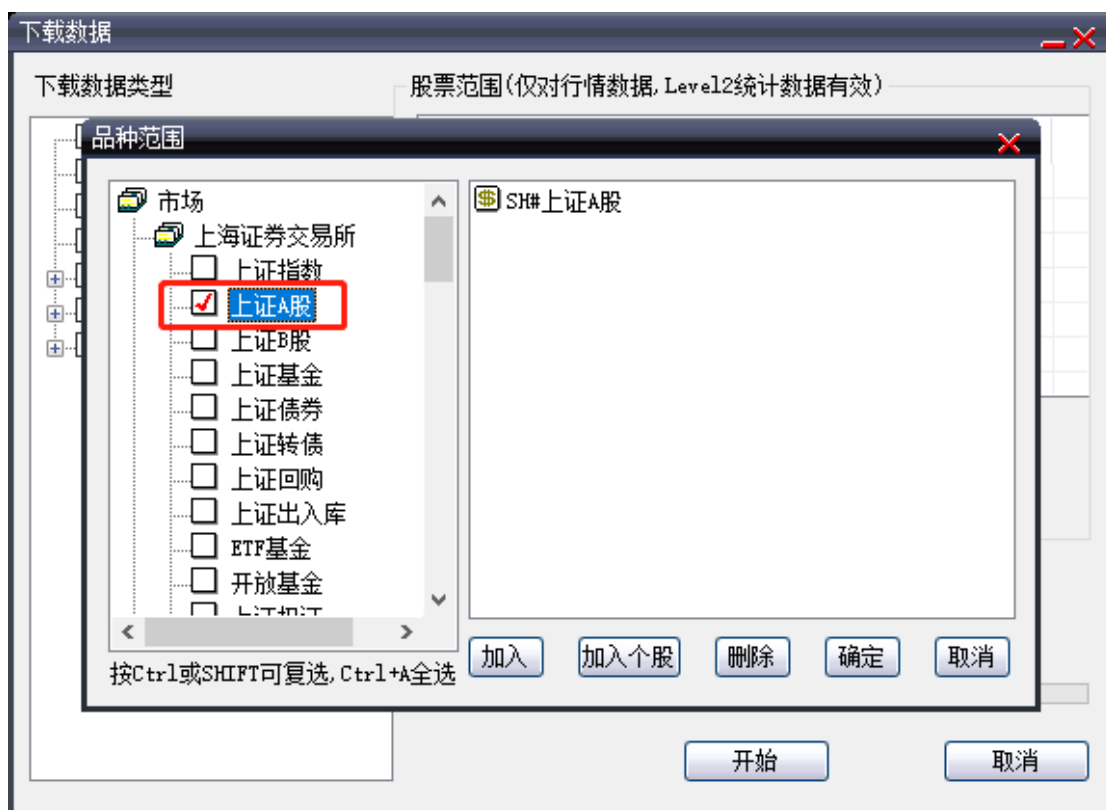 下载数据
下载数据类型
股票范围(仅对行情数据,Level2统计数据有效)
品种范围
市场
上海证券交易所
上证指数
上证A股
上证B股
上证基金
上证债券
上证转债
上证回购
上证出入库
ETF基金
开放基金
SH#上证A股
按Ctrl或SHIFT可复选,Ctrl+A全选
加入
加入个股
删除
确定
取消
开始
取消